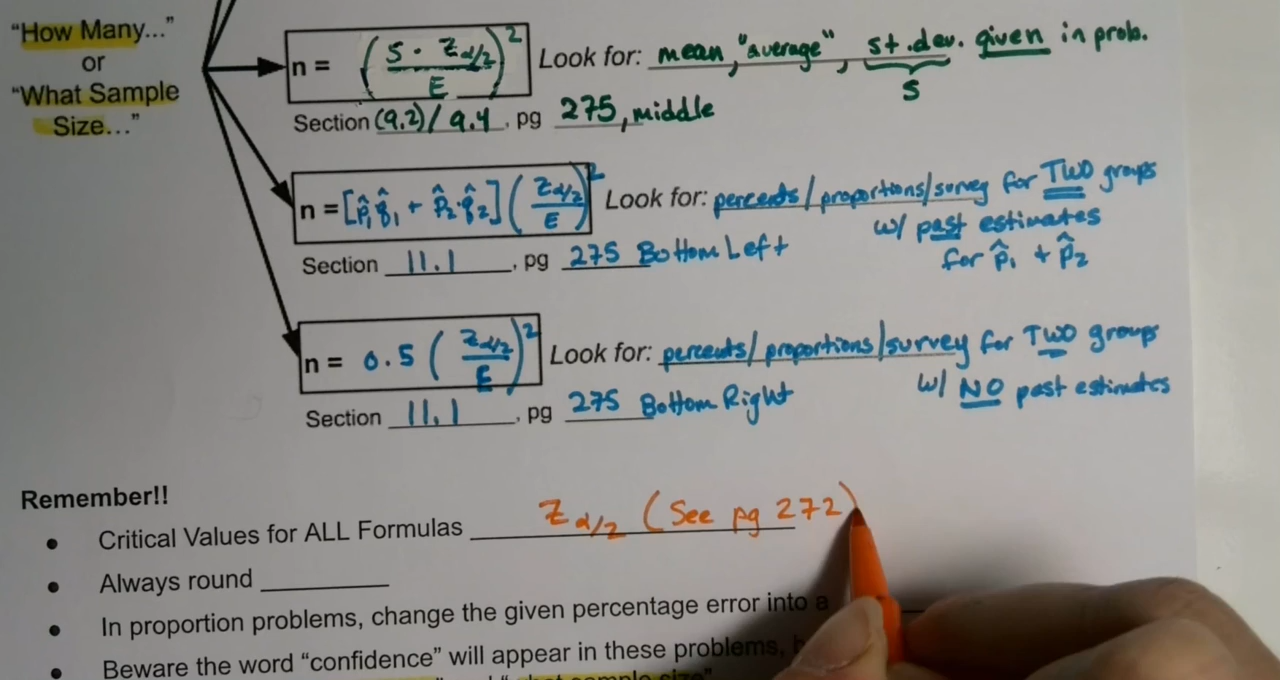 “How Many...”
or
“What Sample
Size...”
n = (S · Zα/2 / E)² Look for: mean, "average", st. dev. given in prob.
S
Section (9.2)/9.4, pg 275, middle
n = [p̂₁q̂₁ + p̂₂·q̂₂] (Zα/2 / E)² Look for: percents/proportions/survey for TWO groups
w/ past estimates
for p̂₁ + p̂₂
Section 11.1, pg 275 Bottom Left
n = 0.5 (Zα/2 / E)² Look for: percents/proportions/survey for TWO groups
w/ NO past estimates
Section 11.1, pg 275 Bottom Right
Remember!!
• Critical Values for ALL Formulas Zα/2 (See pg 272)
• Always round
• In proportion problems, change the given percentage error into a
• Beware the word “confidence” will appear in these problems,